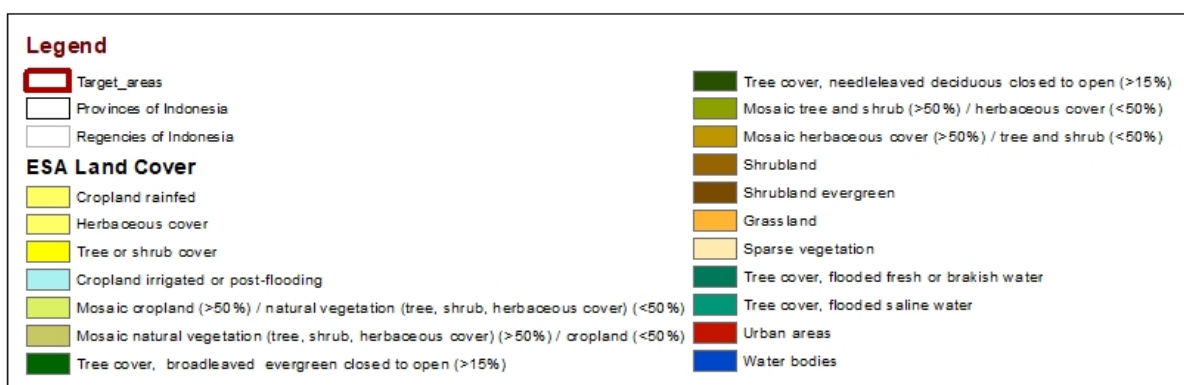 Legend
Target_areas
Provinces of Indonesia
Regencies of Indonesia
ESA Land Cover
Cropland rainfed
Herbaceous cover
Tree or shrub cover
Cropland irrigated or post-flooding
Mosaic cropland (>50%) / natural vegetation (tree, shrub, herbaceous cover) (<50%)
Mosaic natural vegetation (tree, shrub, herbaceous cover) (>50%) / cropland (<50%)
Tree cover, broadleaved evergreen closed to open (>15%)
Tree cover, needleleaved deciduous closed to open (>15%)
Mosaic tree and shrub (>50%) / herbaceous cover (<50%)
Mosaic herbaceous cover (>50%) / tree and shrub (<50%)
Shrubland
Shrubland evergreen
Grassland
Sparse vegetation
Tree cover, flooded fresh or brakish water
Tree cover, flooded saline water
Urban areas
Water bodies